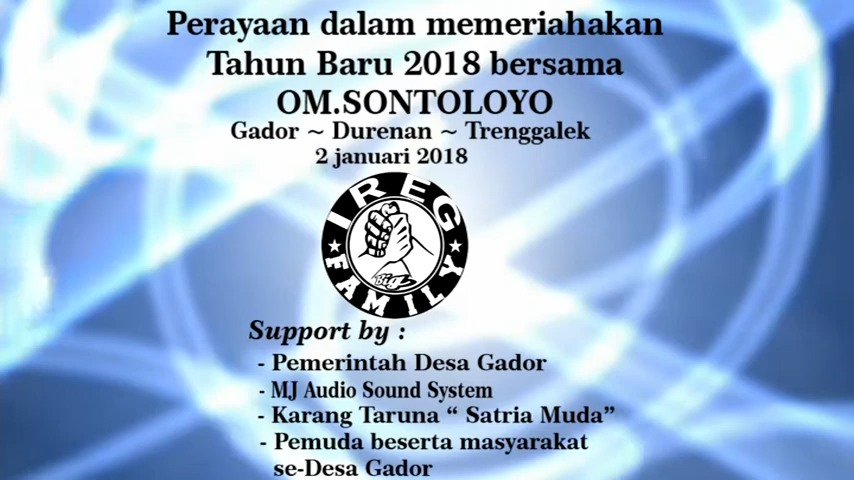 Perayaan dalam memeriahakan
Tahun Baru 2018 bersama
OM.SONTOLOYO
Gador ~ Durenan ~ Trenggalek
2 januari 2018
IREG
Bigz
FAMILY
Support by :
- Pemerintah Desa Gador
- MJ Audio Sound System
- Karang Taruna “ Satria Muda”
- Pemuda beserta masyarakat
se-Desa Gador